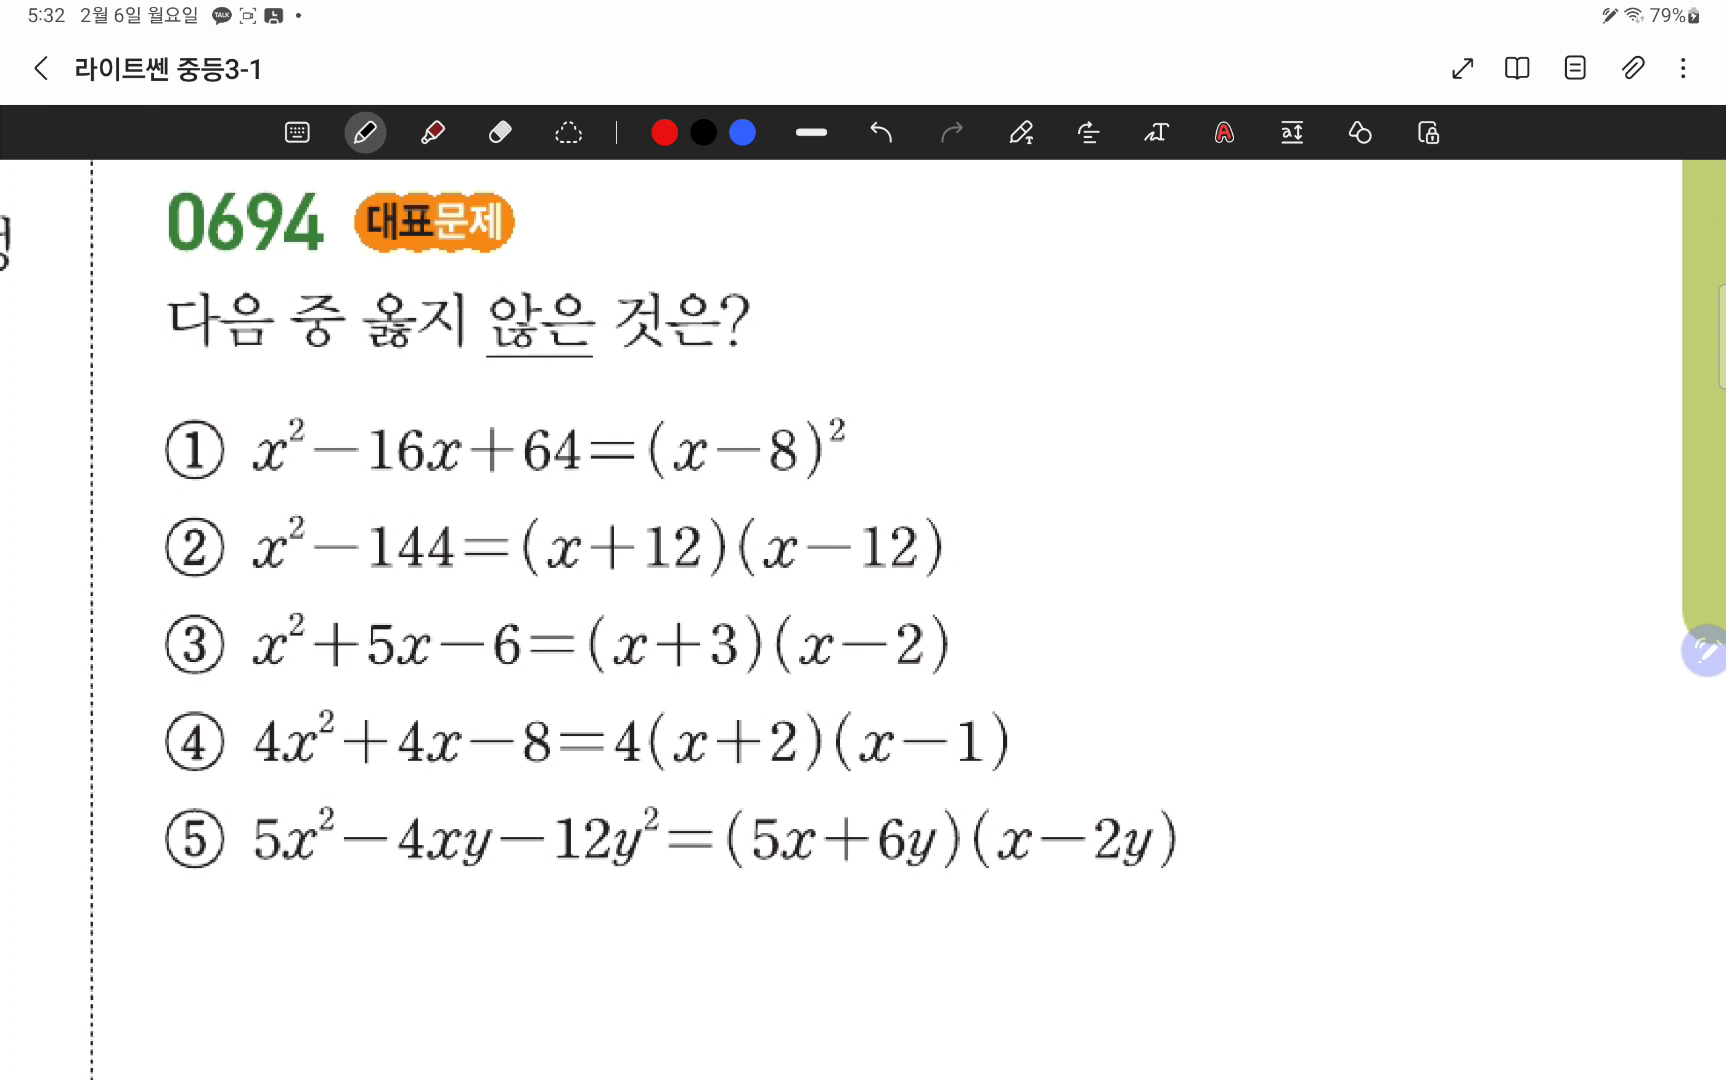 5:32 2월 6일 월요일 TALK 79%
라이트쎈 중등3-1
0694 대표문제
다음 중 옳지 않은 것은?
① x²-16x+64=(x-8)²
② x²-144=(x+12)(x-12)
③ x²+5x-6=(x+3)(x-2)
④ 4x²+4x-8=4(x+2)(x-1)
⑤ 5x²-4xy-12y²=(5x+6y)(x-2y)